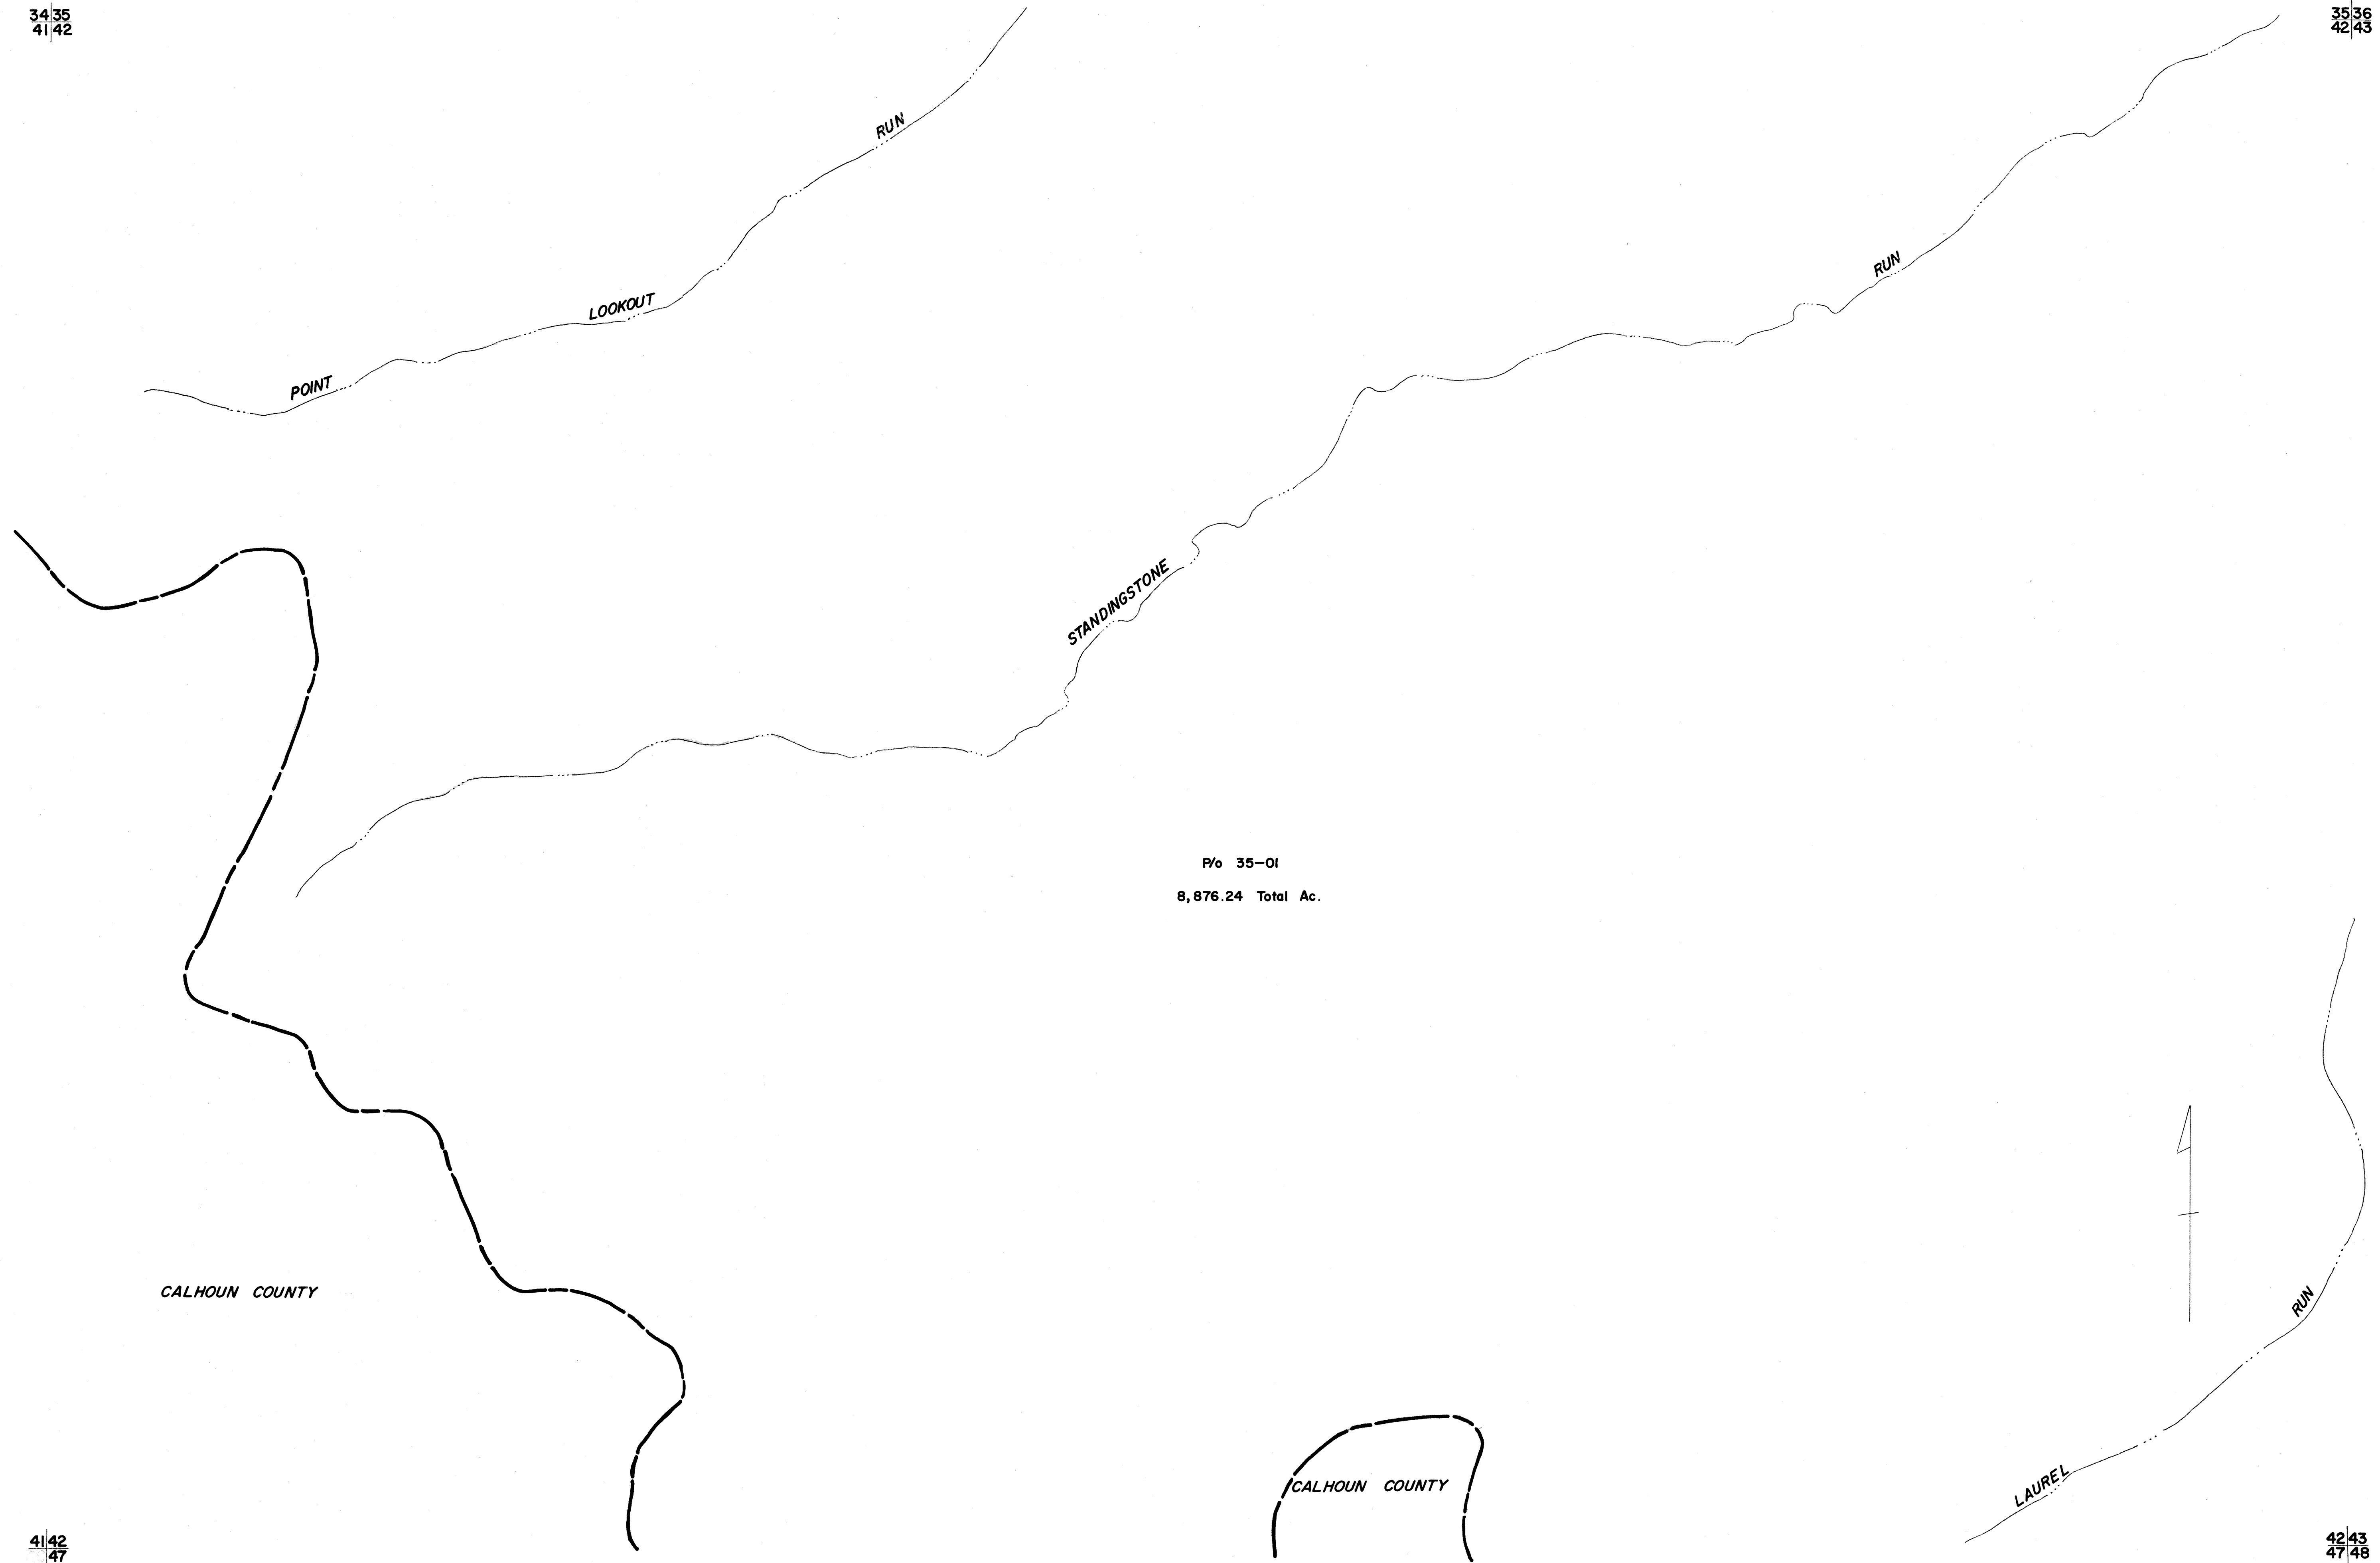 34 35
41 42
35 36
42 43
RUN
LOOKOUT
POINT
RUN
STANDINGSTONE
P/o 35-01
8,876.24 Total Ac.
CALHOUN COUNTY
RUN
CALHOUN COUNTY
LAUREL
41 42
47
42 43
47 48